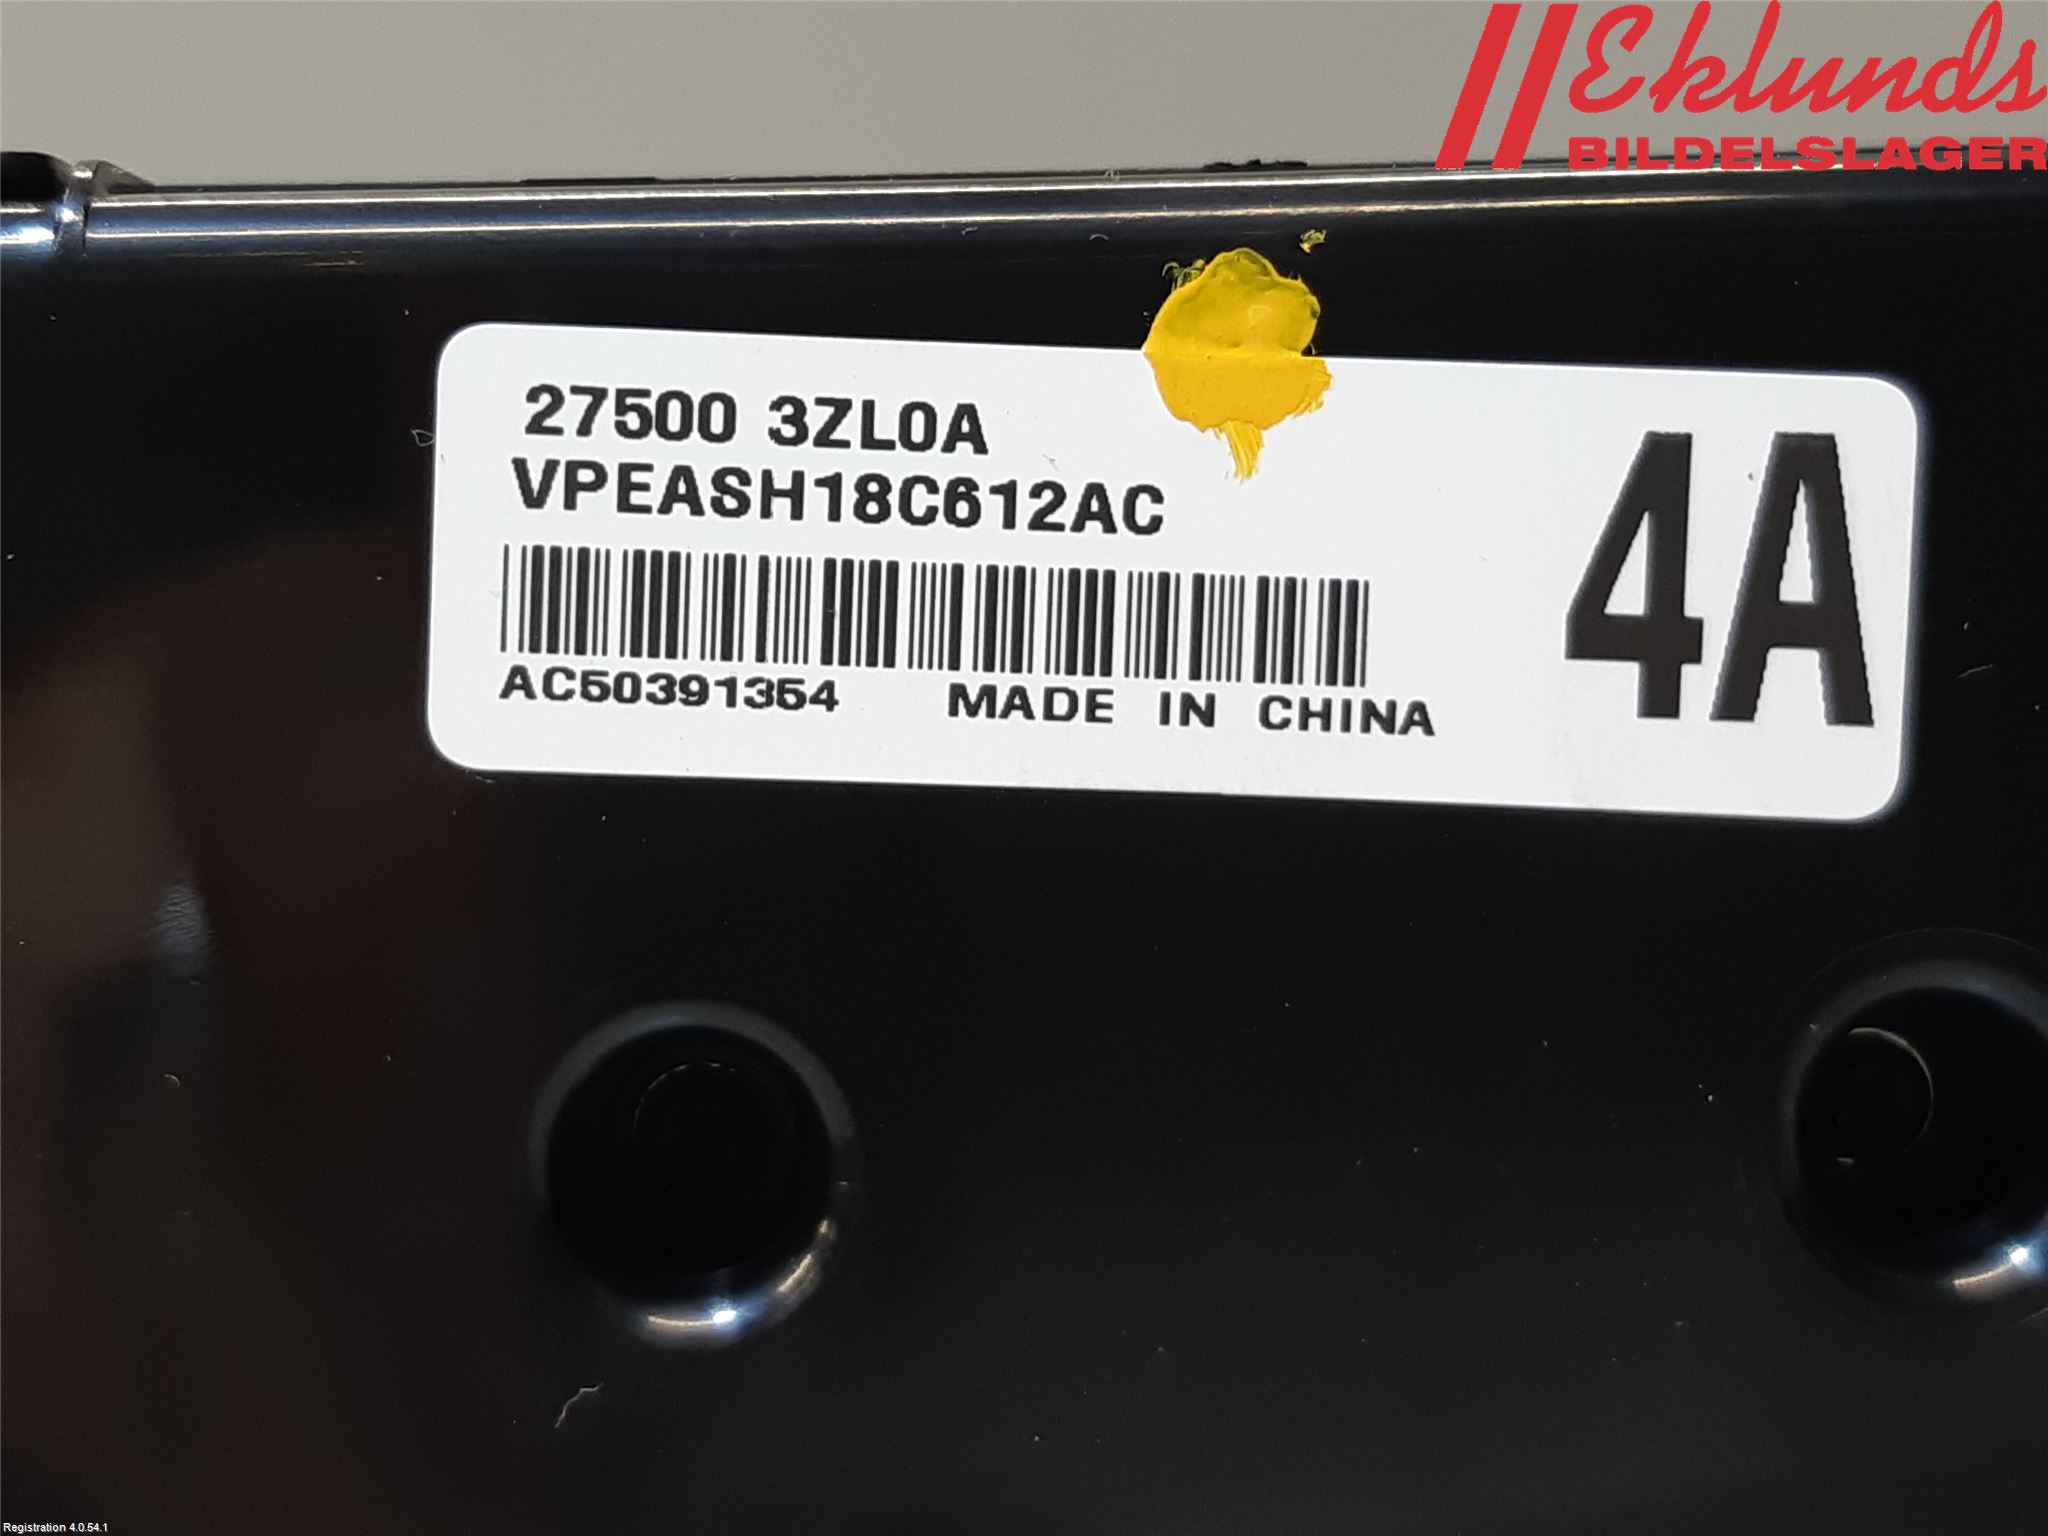 Eklunds
BILDELSLAGER
27500 3ZL0A
VPEASH18C612AC
4A
AC50391354 MADE IN CHINA
Registration 4.0.54.1